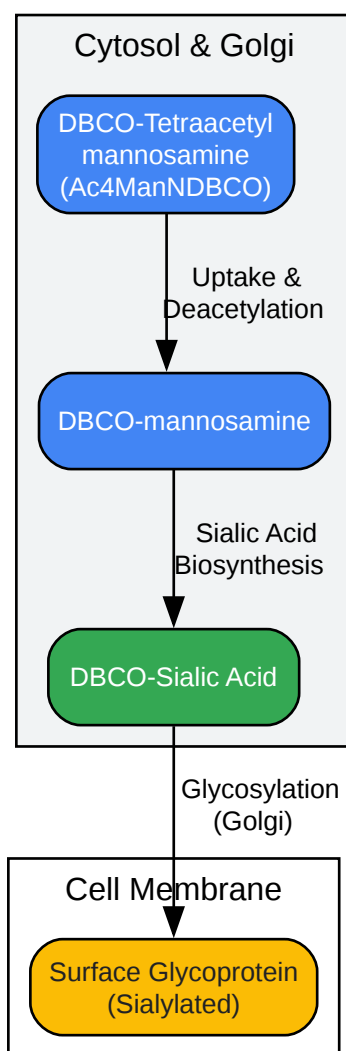 Cytosol & Golgi
DBCO-Tetraacetyl
mannosamine
(Ac4ManNDBCO)
Uptake &
Deacetylation
DBCO-mannosamine
Sialic Acid
Biosynthesis
DBCO-Sialic Acid
Glycosylation
(Golgi)
Cell Membrane
Surface Glycoprotein
(Sialylated)